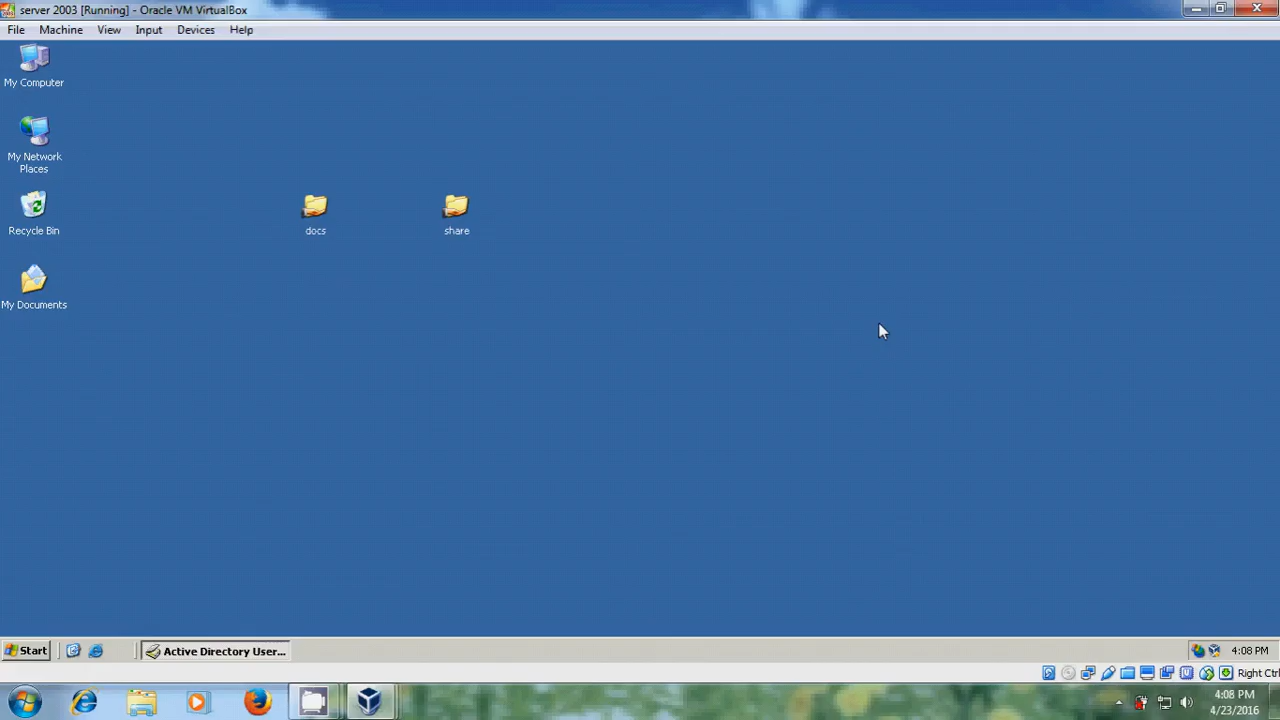 server 2003 [Running] - Oracle VM VirtualBox
File Machine View Input Devices Help
My Computer
My Network
Places
Recycle Bin
My Documents
docs
share
Start
Active Directory User...
4:08 PM
Right Ctrl
4:08 PM
4/23/2016